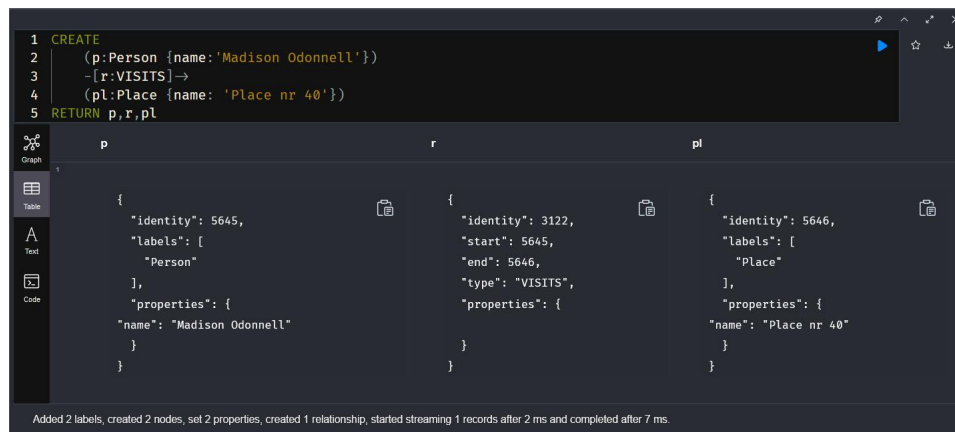 1 CREATE
2 (p:Person {name:'Madison Odonnell'})
3 -[r:VISITS]→
4 (pl:Place {name: 'Place nr 40'})
5 RETURN p,r,pl
Graph
Table
Text
Code
p r pl
1
{
"identity": 5645,
"labels": [
"Person"
],
"properties": {
"name": "Madison Odonnell"
}
}
{
"identity": 3122,
"start": 5645,
"end": 5646,
"type": "VISITS",
"properties": {
}
}
{
"identity": 5646,
"labels": [
"Place"
],
"properties": {
"name": "Place nr 40"
}
}
Added 2 labels, created 2 nodes, set 2 properties, created 1 relationship, started streaming 1 records after 2 ms and completed after 7 ms.